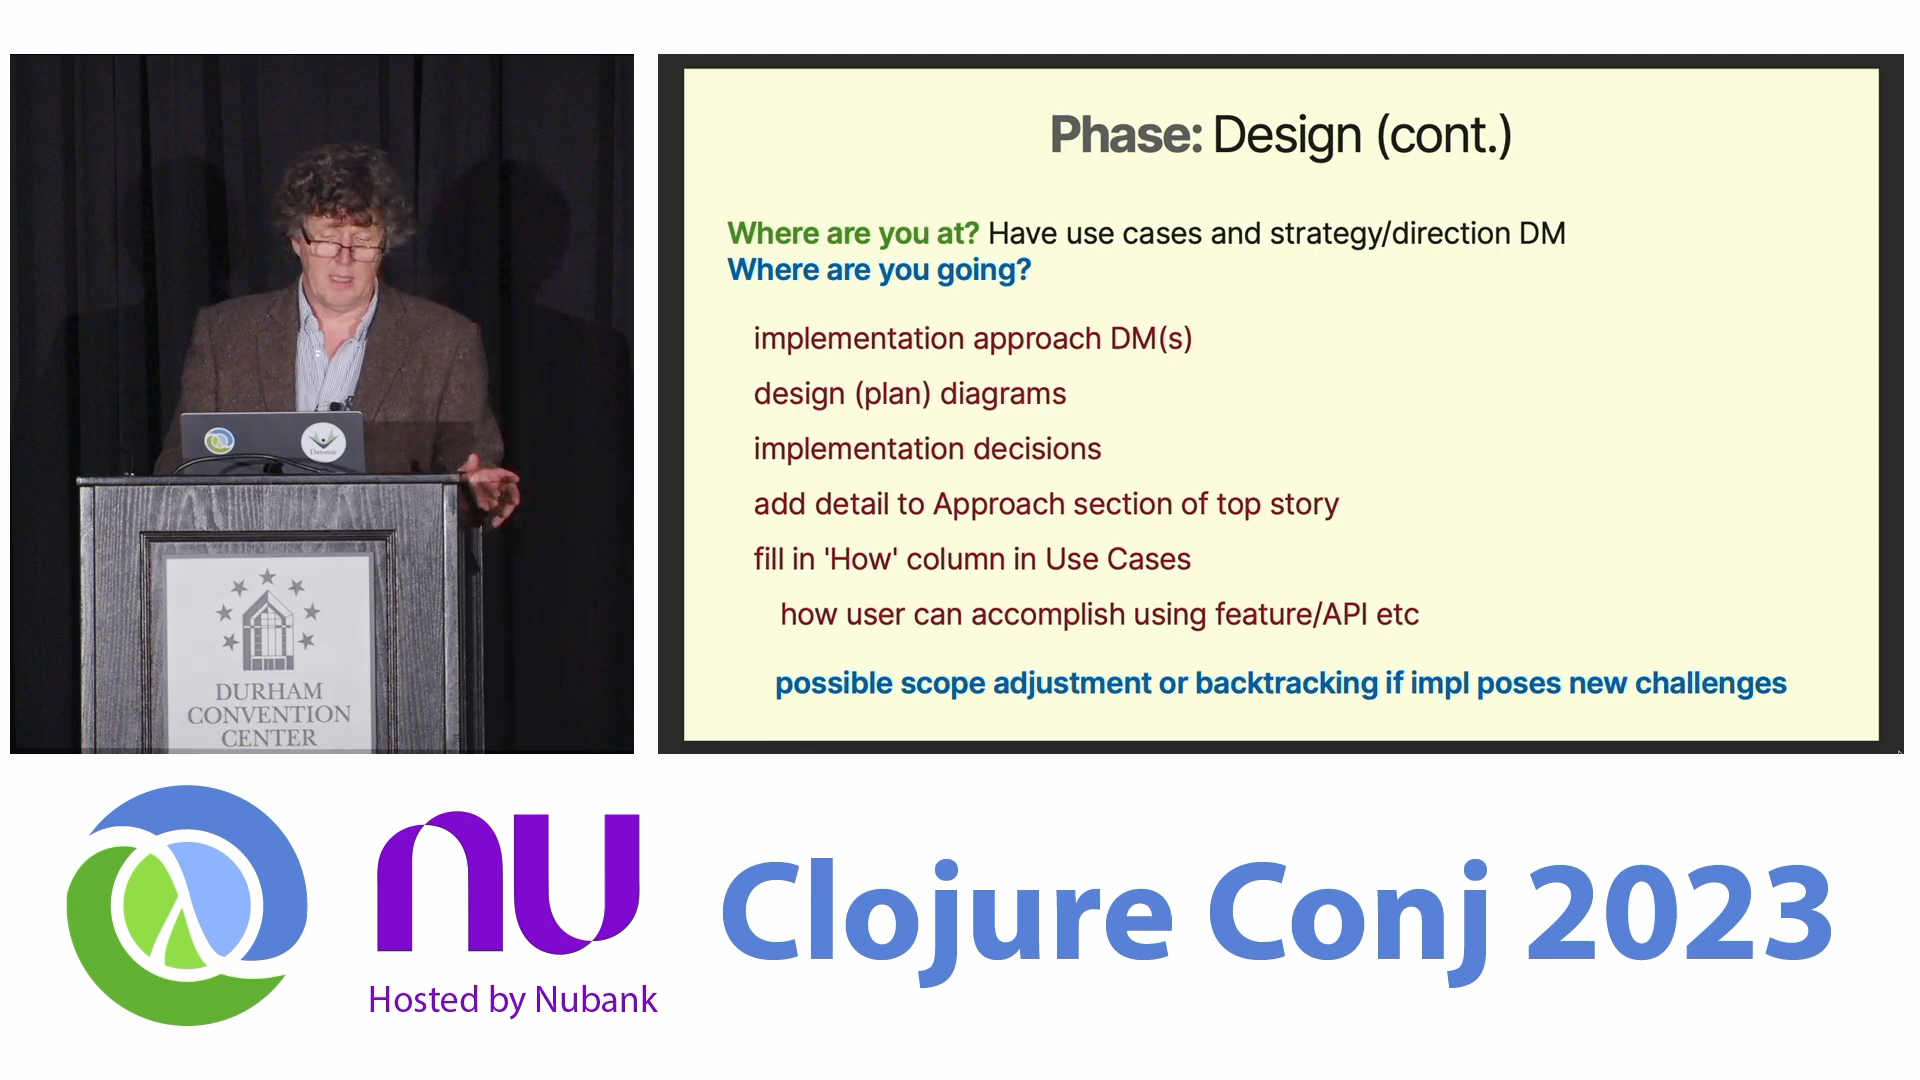 Phase: Design (cont.)
Where are you at? Have use cases and strategy/direction DM
Where are you going?
implementation approach DM(s)
design (plan) diagrams
implementation decisions
add detail to Approach section of top story
fill in 'How' column in Use Cases
how user can accomplish using feature/API etc
possible scope adjustment or backtracking if impl poses new challenges
Datomic
DURHAM
CONVENTION
CENTER
nu
Hosted by Nubank
Clojure Conj 2023